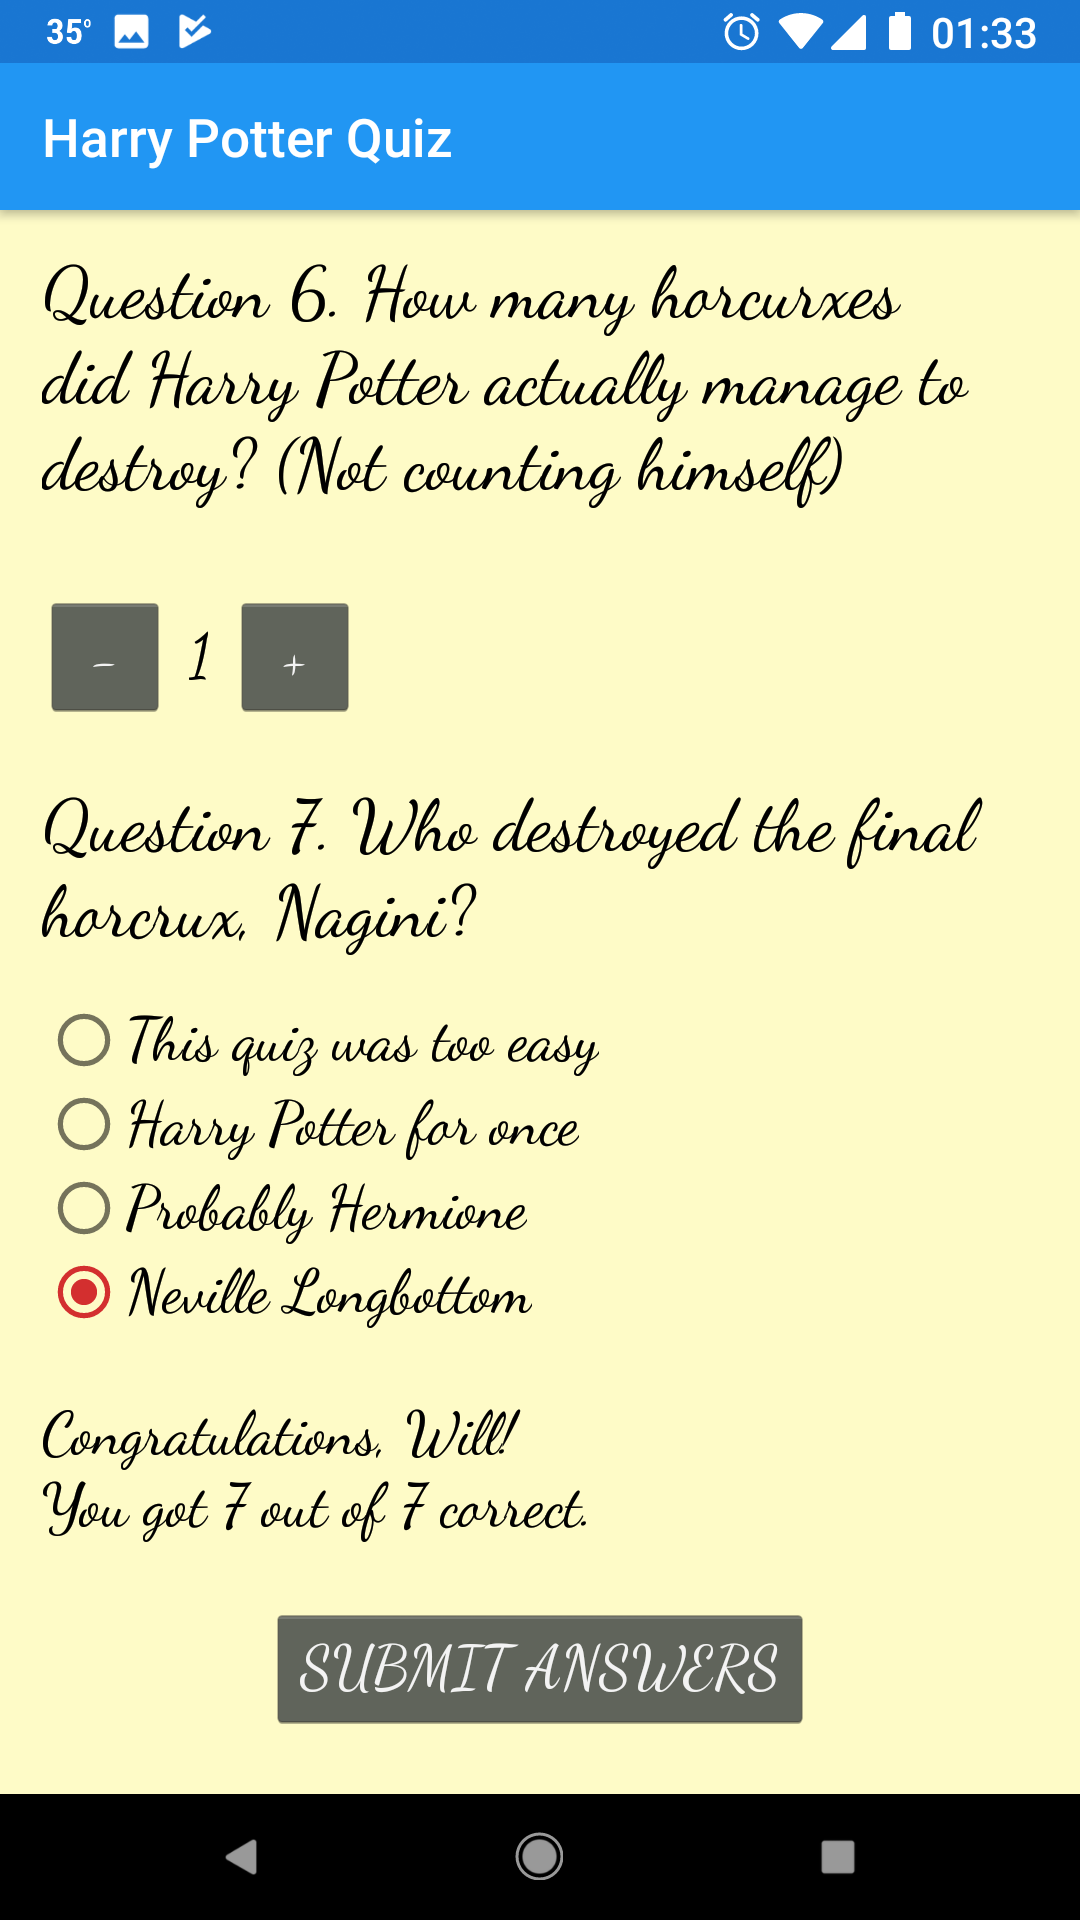 35° 01:33
Harry Potter Quiz
Question 6. How many horcurxes
did Harry Potter actually manage to
destroy? (Not counting himself)
- 1 +
Question 7. Who destroyed the final
horcrux, Nagini?
This quiz was too easy
Harry Potter for once
Probably Hermione
Neville Longbottom
Congratulations, Will!
You got 7 out of 7 correct.
SUBMIT ANSWERS